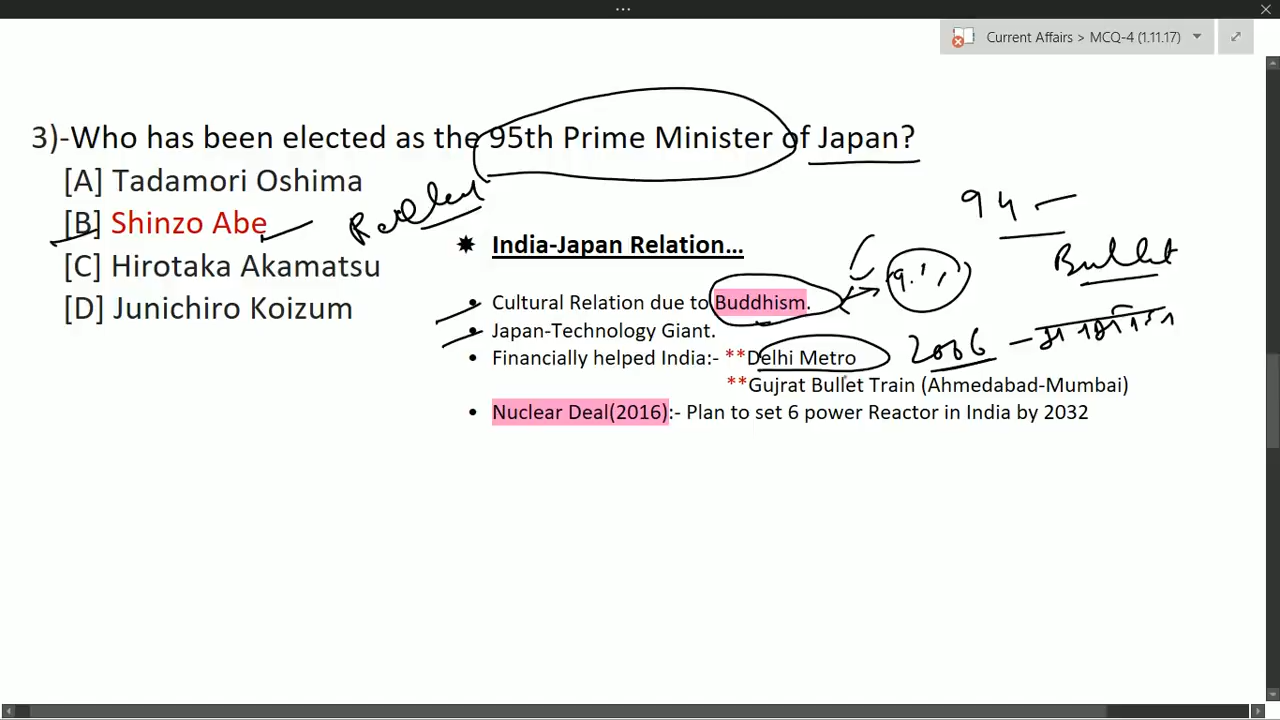 Current Affairs > MCQ-4 (1.11.17)
3)-Who has been elected as the 95th Prime Minister of Japan?
[A] Tadamori Oshima
[B] Shinzo Abe
[C] Hirotaka Akamatsu
[D] Junichiro Koizum
94
Bullet
India-Japan Relation...
• Cultural Relation due to Buddhism.
• Japan-Technology Giant.
• Financially helped India:- **Delhi Metro
2006
**Gujrat Bullet Train (Ahmedabad-Mumbai)
• Nuclear Deal(2016):- Plan to set 6 power Reactor in India by 2032